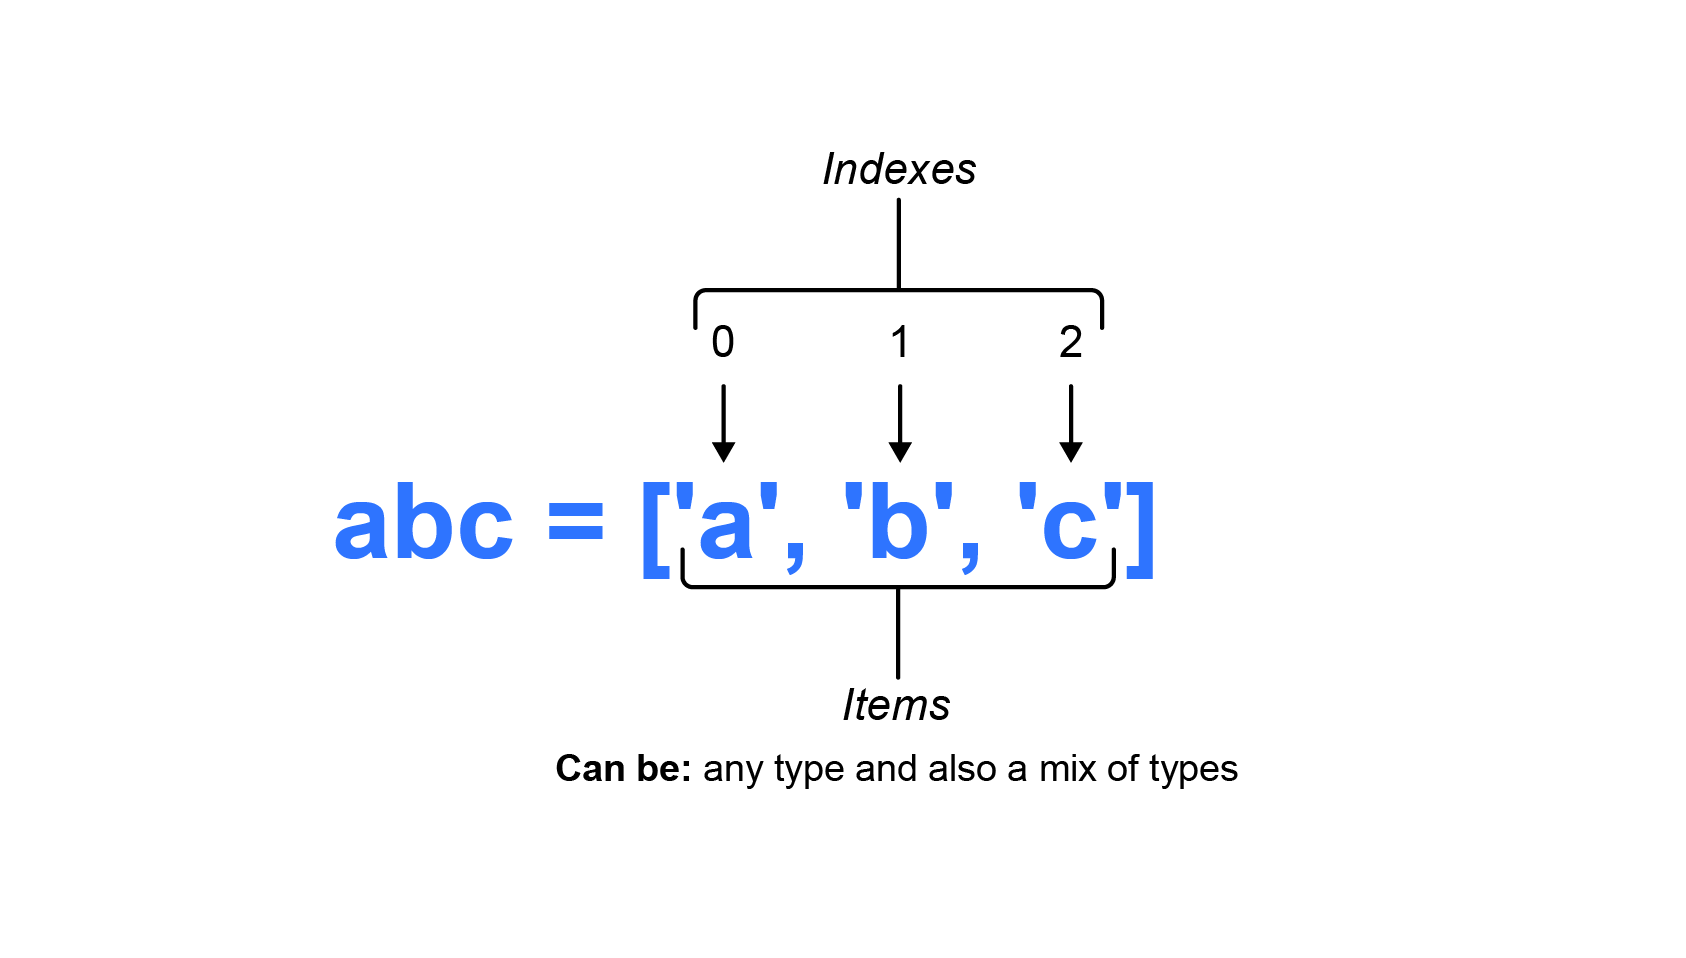 Indexes
0 1 2
abc = ['a', 'b', 'c']
Items
Can be: any type and also a mix of types